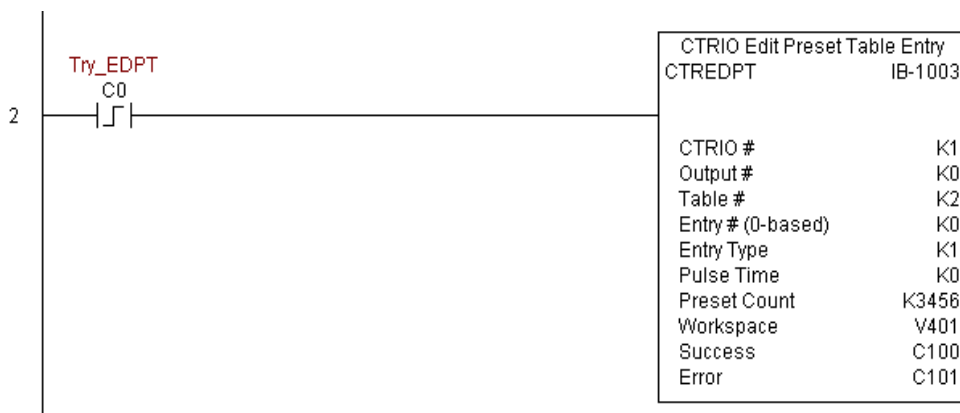 CTRIO Edit Preset Table Entry
CTREDPT IB-1003
Try_EDPT
C0
2
CTRIO # K1
Output # K0
Table # K2
Entry # (0-based) K0
Entry Type K1
Pulse Time K0
Preset Count K3456
Workspace V401
Success C100
Error C101